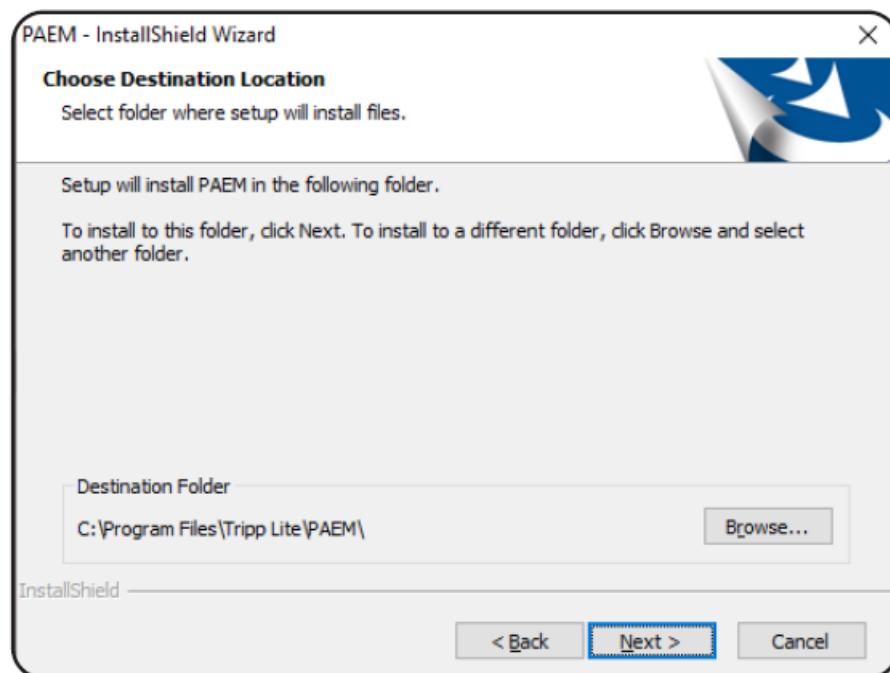 PAEM - InstallShield Wizard
Choose Destination Location
Select folder where setup will install files.
Setup will install PAEM in the following folder.
To install to this folder, click Next. To install to a different folder, click Browse and select
another folder.
Destination Folder
C:\Program Files\Tripp Lite\PAEM\
Browse...
InstallShield
< Back
Next >
Cancel